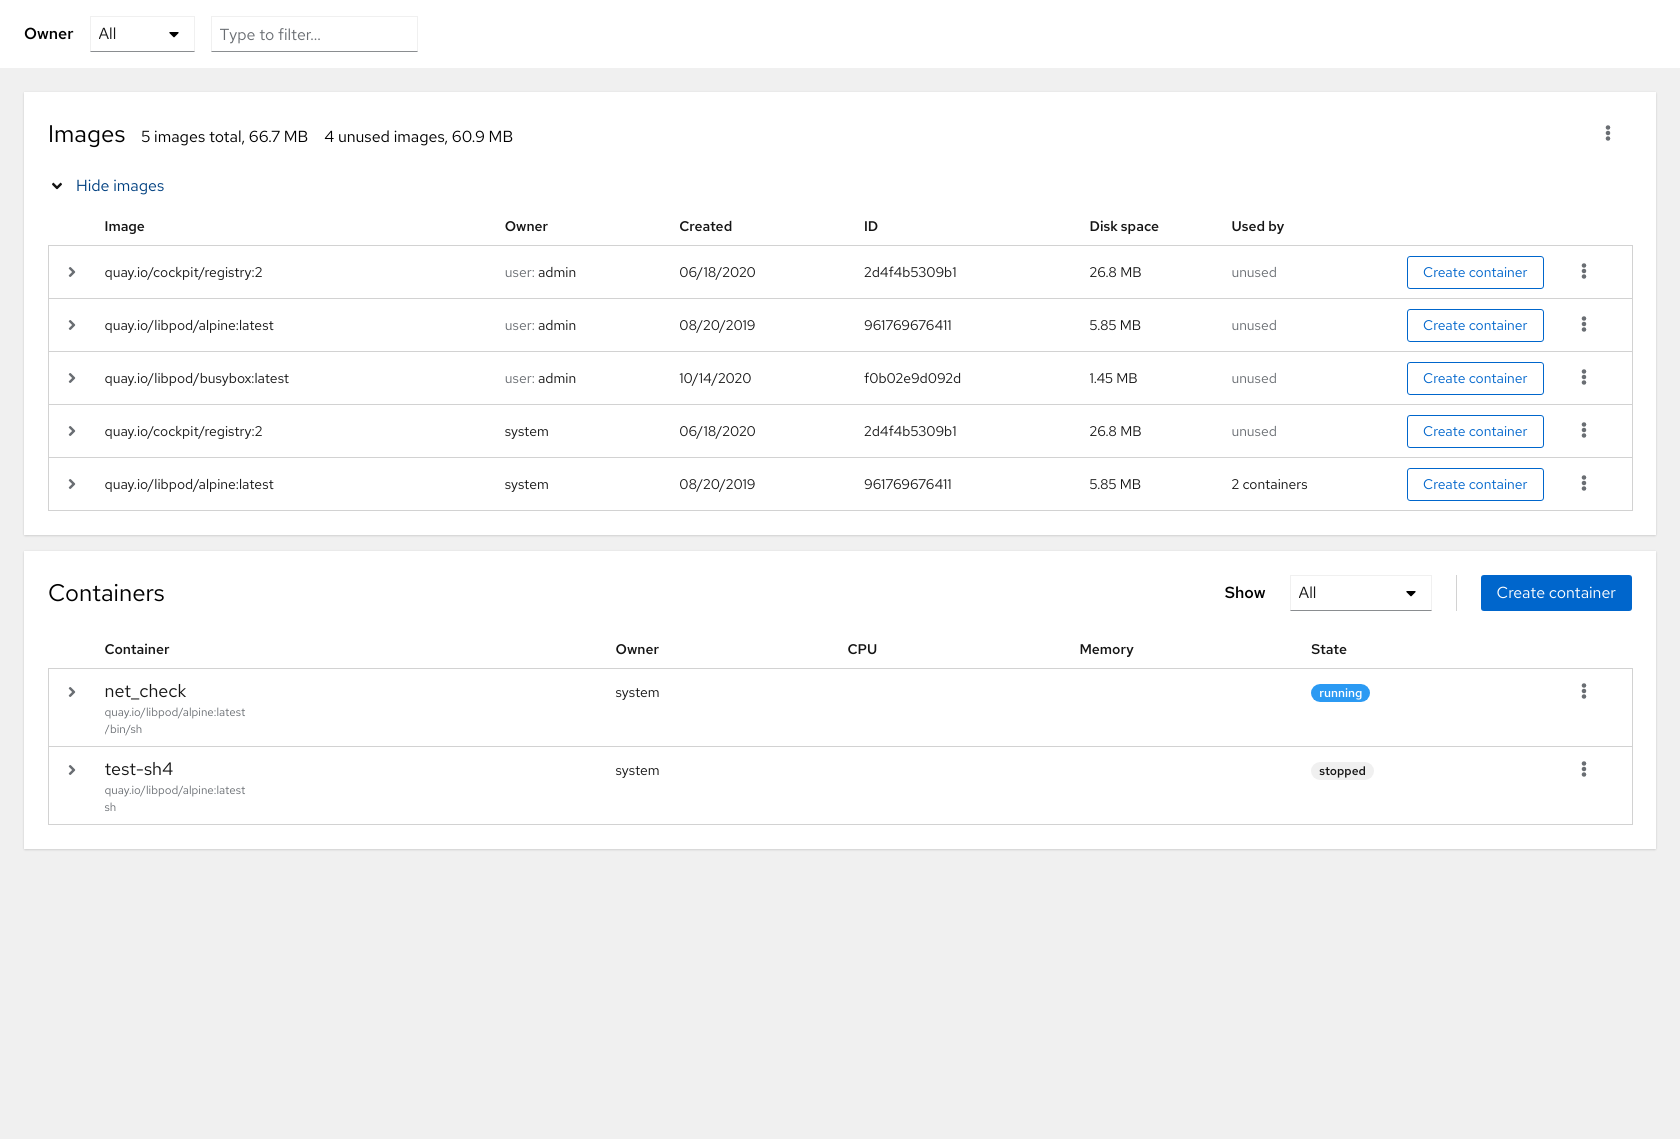 Owner All Type to filter...
Images 5 images total, 66.7 MB 4 unused images, 60.9 MB
Hide images
Image Owner Created ID Disk space Used by
quay.io/cockpit/registry:2 user: admin 06/18/2020 2d4f4b5309b1 26.8 MB unused Create container
quay.io/libpod/alpine:latest user: admin 08/20/2019 961769676411 5.85 MB unused Create container
quay.io/libpod/busybox:latest user: admin 10/14/2020 f0b02e9d092d 1.45 MB unused Create container
quay.io/cockpit/registry:2 system 06/18/2020 2d4f4b5309b1 26.8 MB unused Create container
quay.io/libpod/alpine:latest system 08/20/2019 961769676411 5.85 MB 2 containers Create container
Containers Show All Create container
Container Owner CPU Memory State
net_check system running
quay.io/libpod/alpine:latest
/bin/sh
test-sh4 system stopped
quay.io/libpod/alpine:latest
sh